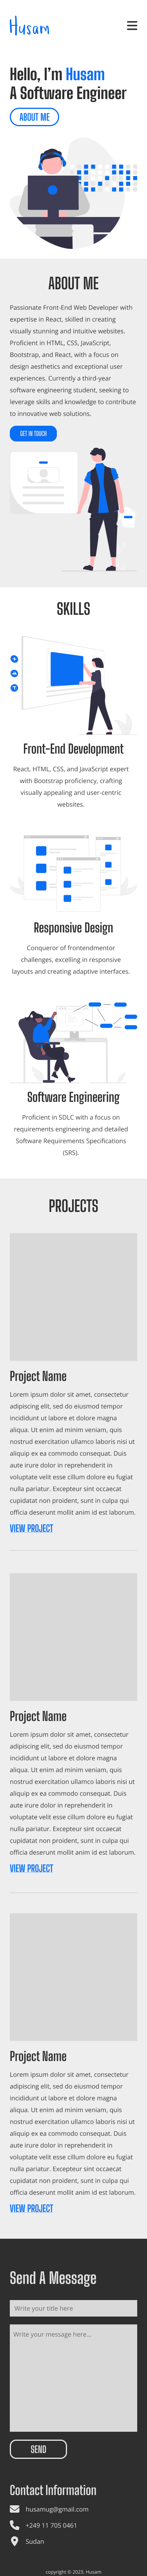 Husam
Hello, I'm Husam
A Software Engineer
ABOUT ME
ABOUT ME
Passionate Front-End Web Developer with
expertise in React, skilled in creating
visually stunning and intuitive websites.
Proficient in HTML, CSS, JavaScript,
Bootstrap, and React, with a focus on
design aesthetics and exceptional user
experiences. Currently a third-year
software engineering student, seeking to
leverage skills and knowledge to contribute
to innovative web solutions.
GET IN TOUCH
SKILLS
Front-End Development
React, HTML, CSS, and JavaScript expert
with Bootstrap proficiency, crafting
visually appealing and user-centric
websites.
Responsive Design
Conqueror of frontendmentor
challenges, excelling in responsive
layouts and creating adaptive interfaces.
Software Engineering
Proficient in SDLC with a focus on
requirements engineering and detailed
Software Requirements Specifications
(SRS).
PROJECTS
Project Name
Lorem ipsum dolor sit amet, consectetur
adipiscing elit, sed do eiusmod tempor
incididunt ut labore et dolore magna
aliqua. Ut enim ad minim veniam, quis
nostrud exercitation ullamco laboris nisi ut
aliquip ex ea commodo consequat. Duis
aute irure dolor in reprehenderit in
voluptate velit esse cillum dolore eu fugiat
nulla pariatur. Excepteur sint occaecat
cupidatat non proident, sunt in culpa qui
officia deserunt mollit anim id est laborum.
VIEW PROJECT
Project Name
Lorem ipsum dolor sit amet, consectetur
adipiscing elit, sed do eiusmod tempor
incididunt ut labore et dolore magna
aliqua. Ut enim ad minim veniam, quis
nostrud exercitation ullamco laboris nisi ut
aliquip ex ea commodo consequat. Duis
aute irure dolor in reprehenderit in
voluptate velit esse cillum dolore eu fugiat
nulla pariatur. Excepteur sint occaecat
cupidatat non proident, sunt in culpa qui
officia deserunt mollit anim id est laborum.
VIEW PROJECT
Project Name
Lorem ipsum dolor sit amet, consectetur
adipiscing elit, sed do eiusmod tempor
incididunt ut labore et dolore magna
aliqua. Ut enim ad minim veniam, quis
nostrud exercitation ullamco laboris nisi ut
aliquip ex ea commodo consequat. Duis
aute irure dolor in reprehenderit in
voluptate velit esse cillum dolore eu fugiat
nulla pariatur. Excepteur sint occaecat
cupidatat non proident, sunt in culpa qui
officia deserunt mollit anim id est laborum.
VIEW PROJECT
Send A Message
Write your title here
Write your message here...
SEND
Contact Information
husamug@gmail.com
+249 11 705 0461
Sudan
copyright © 2023. Husam